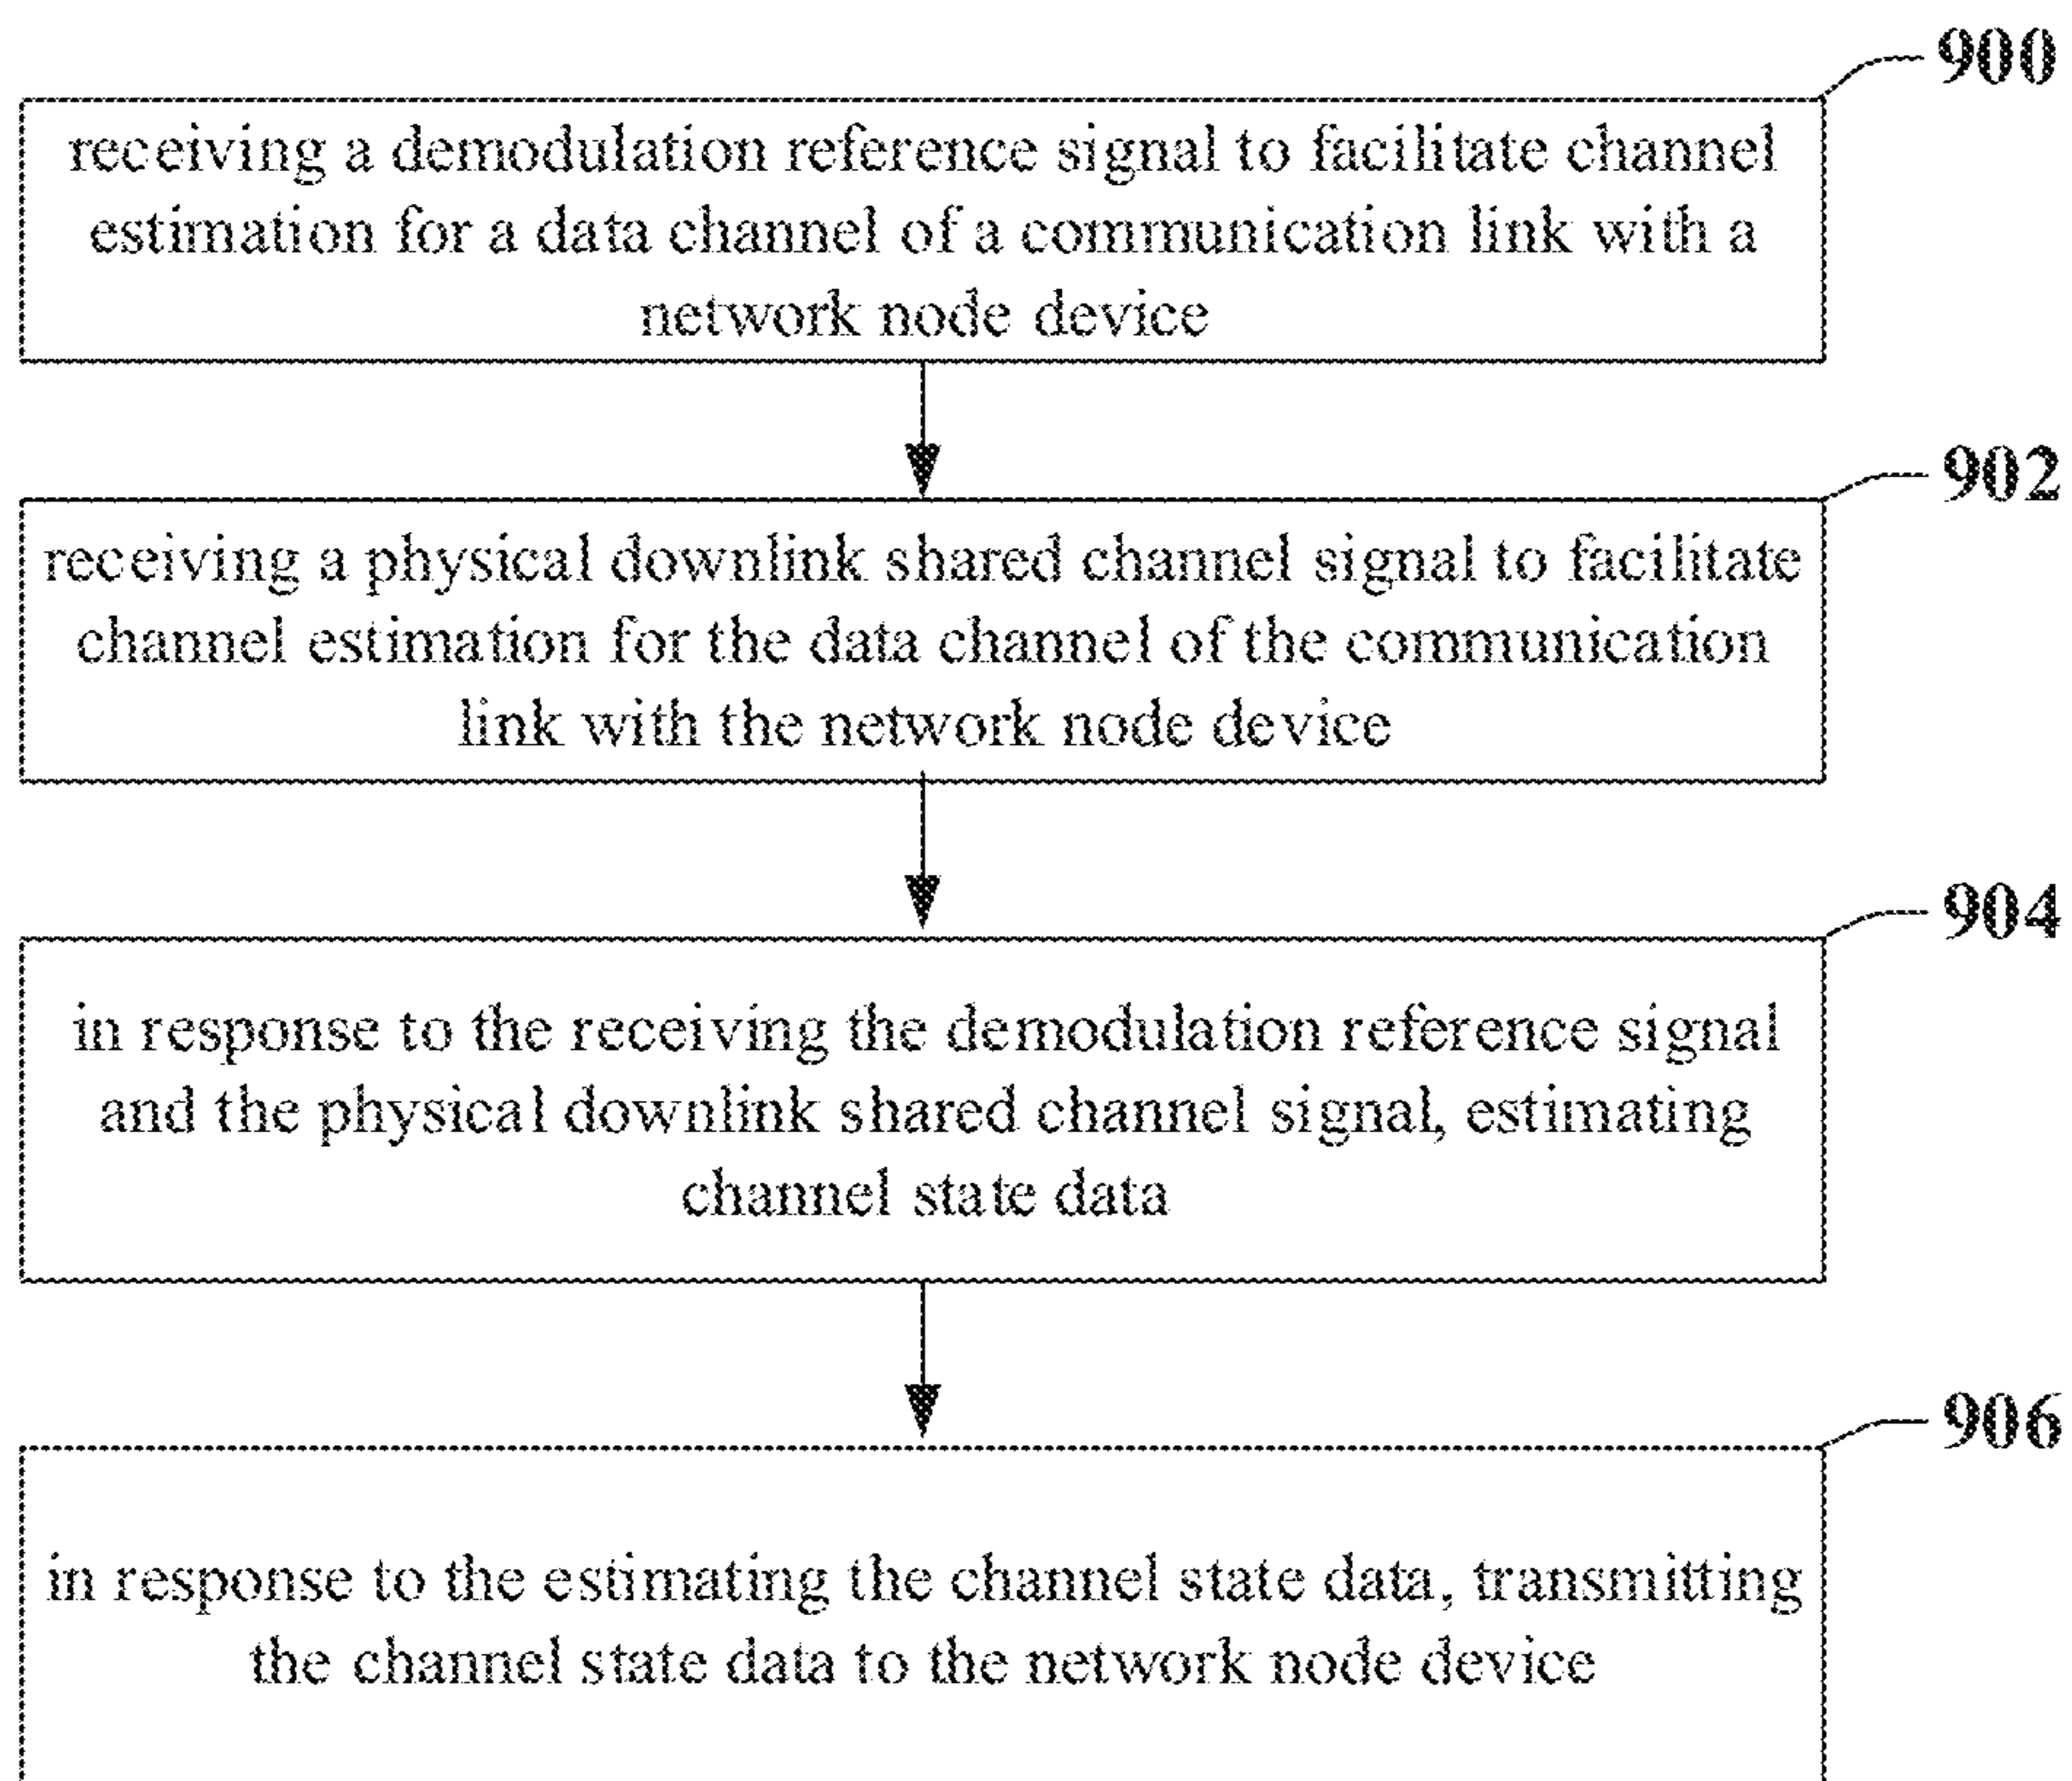 900
receiving a demodulation reference signal to facilitate channel
estimation for a data channel of a communication link with a
network node device
902
receiving a physical downlink shared channel signal to facilitate
channel estimation for the data channel of the communication
link with the network node device
904
in response to the receiving the demodulation reference signal
and the physical downlink shared channel signal, estimating
channel state data
906
in response to the estimating the channel state data, transmitting
the channel state data to the network node device